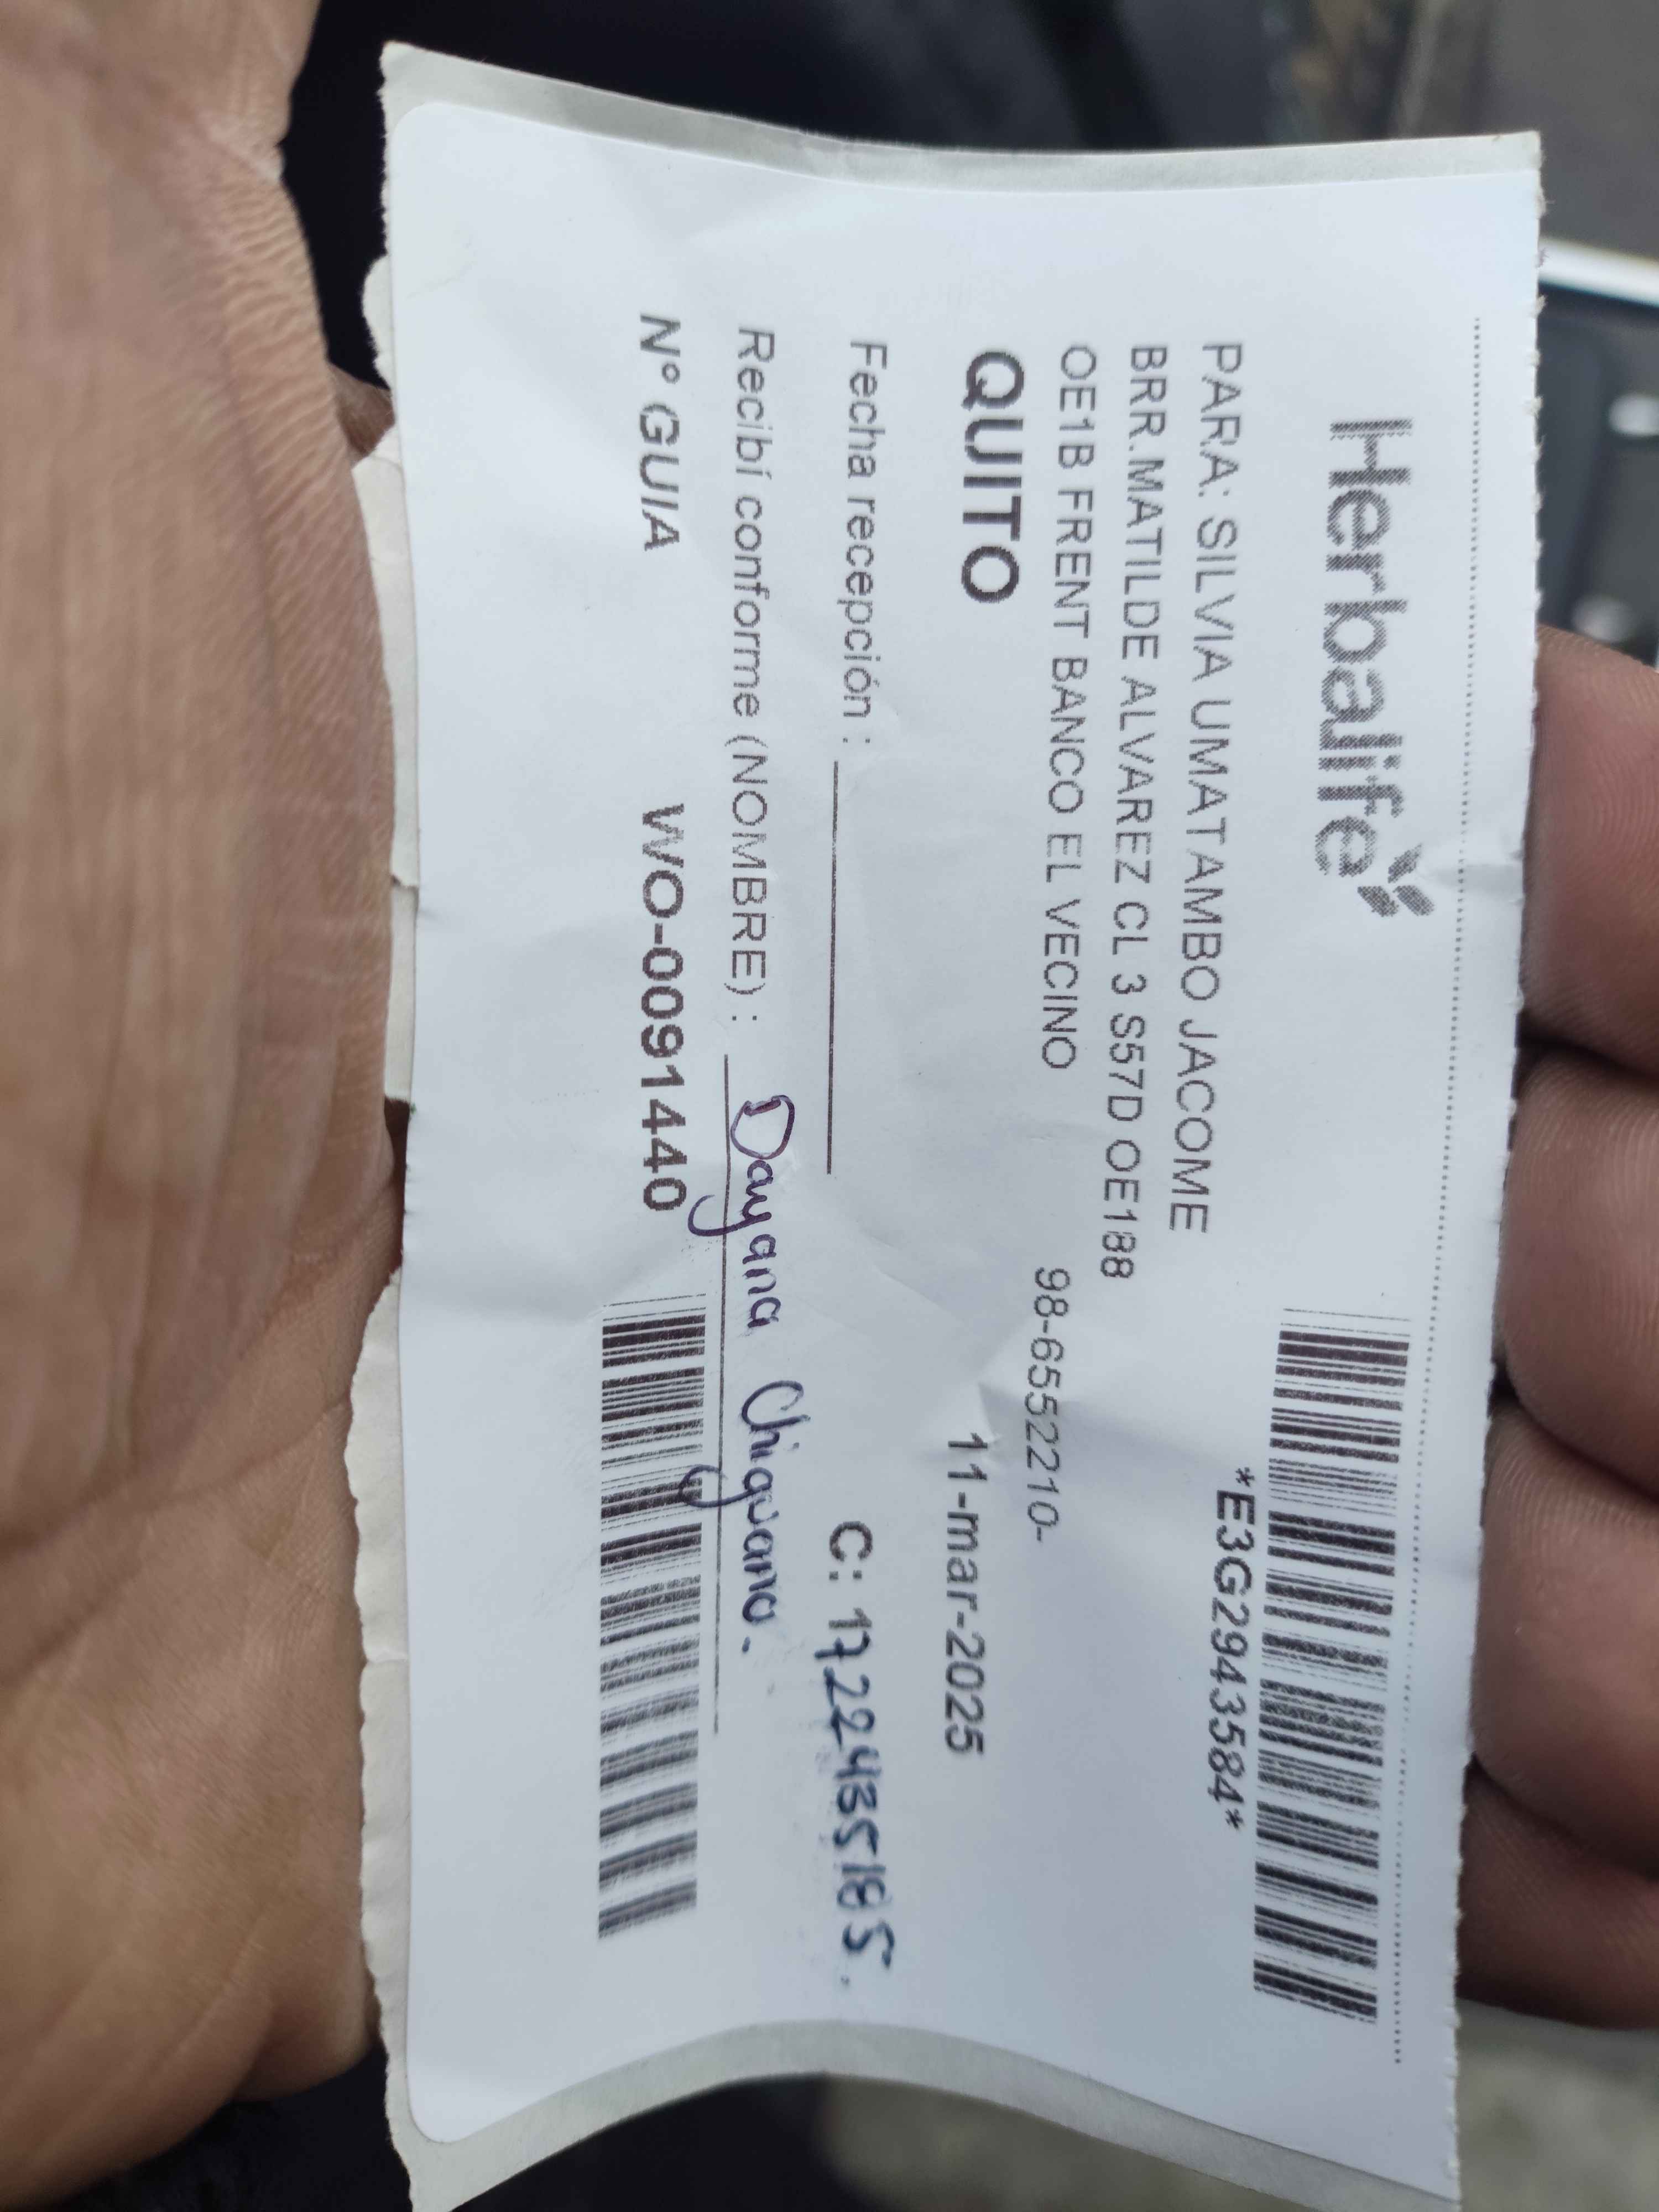 Herbalife
*E3G2943584*
PARA: SILVIA UMATAMBO JACOME
BRR.MATILDE ALVAREZ CL 3 S57D OE188
OE1B FRENT BANCO EL VECINO 98-6552210-
QUITO 11-mar-2025
Fecha recepción : C: 1722435185.
Recibí conforme (NOMBRE) : Dayana Chiguano.
N° GUIA WO-0091440